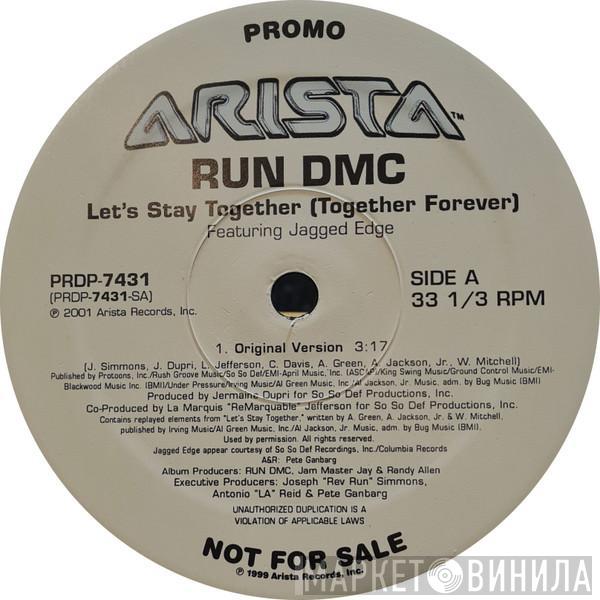 PROMO
ARISTA™
RUN DMC
Let's Stay Together (Together Forever)
Featuring Jagged Edge
PRDP-7431
(PRDP-7431-SA)
℗ 2001 Arista Records, Inc.
SIDE A
33 1/3 RPM
1. Original Version 3:17
(J. Simmons, J. Dupri, L. Jefferson, C. Davis, A. Green, A. Jackson, Jr., W. Mitchell)
Published by Protoons, Inc./Rush Groove Music/So So Def/EMI-April Music, Inc. (ASCAP)/King Swing Music/Ground Control Music/EMI-
Blackwood Music Inc. (BMI)/Under Pressure/Irving Music/Al Green Music, Inc./Al Jackson, Jr. Music, adm. by Bug Music (BMI)
Produced by Jermaine Dupri for So So Def Productions, Inc.
Co-Produced by La Marquis "ReMarquable" Jefferson for So So Def Productions, Inc.
Contains replayed elements from "Let's Stay Together," written by A. Green, A. Jackson, Jr. & W. Mitchell,
published by Irving Music/Al Green Music, Inc./Al Jackson, Jr. Music, adm. by Bug Music (BMI).
Used by permission. All rights reserved.
Jagged Edge appear courtesy of So So Def Recordings, Inc./Columbia Records
A&R: Pete Ganbarg
Album Producers: RUN DMC, Jam Master Jay & Randy Allen
Executive Producers: Joseph "Rev Run" Simmons,
Antonio "LA" Reid & Pete Ganbarg
UNAUTHORIZED DUPLICATION IS A
VIOLATION OF APPLICABLE LAWS
NOT FOR SALE
℗ 1999 Arista Records, Inc.
МАРКЕТ ВИНИЛА